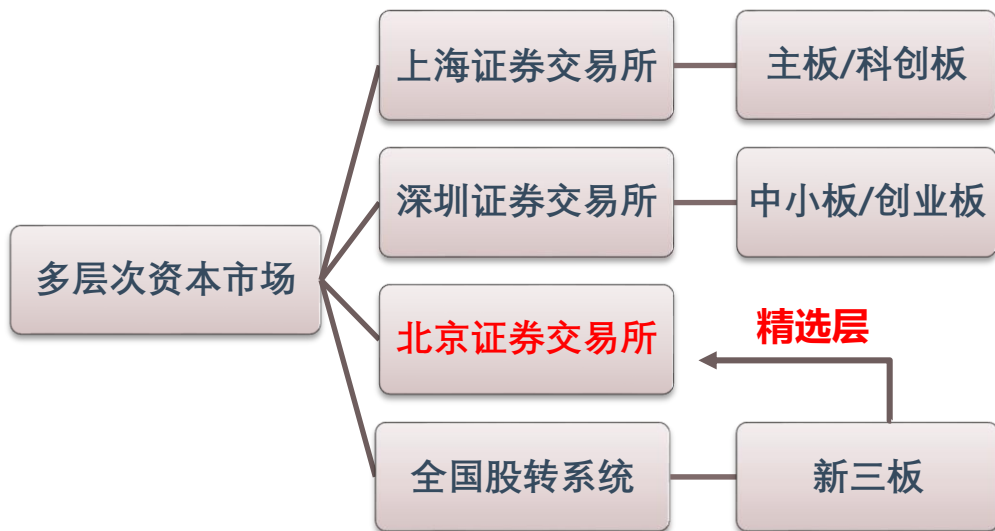 上海证券交易所
主板/科创板
深圳证券交易所
中小板/创业板
多层次资本市场
北京证券交易所
精选层
全国股转系统
新三板